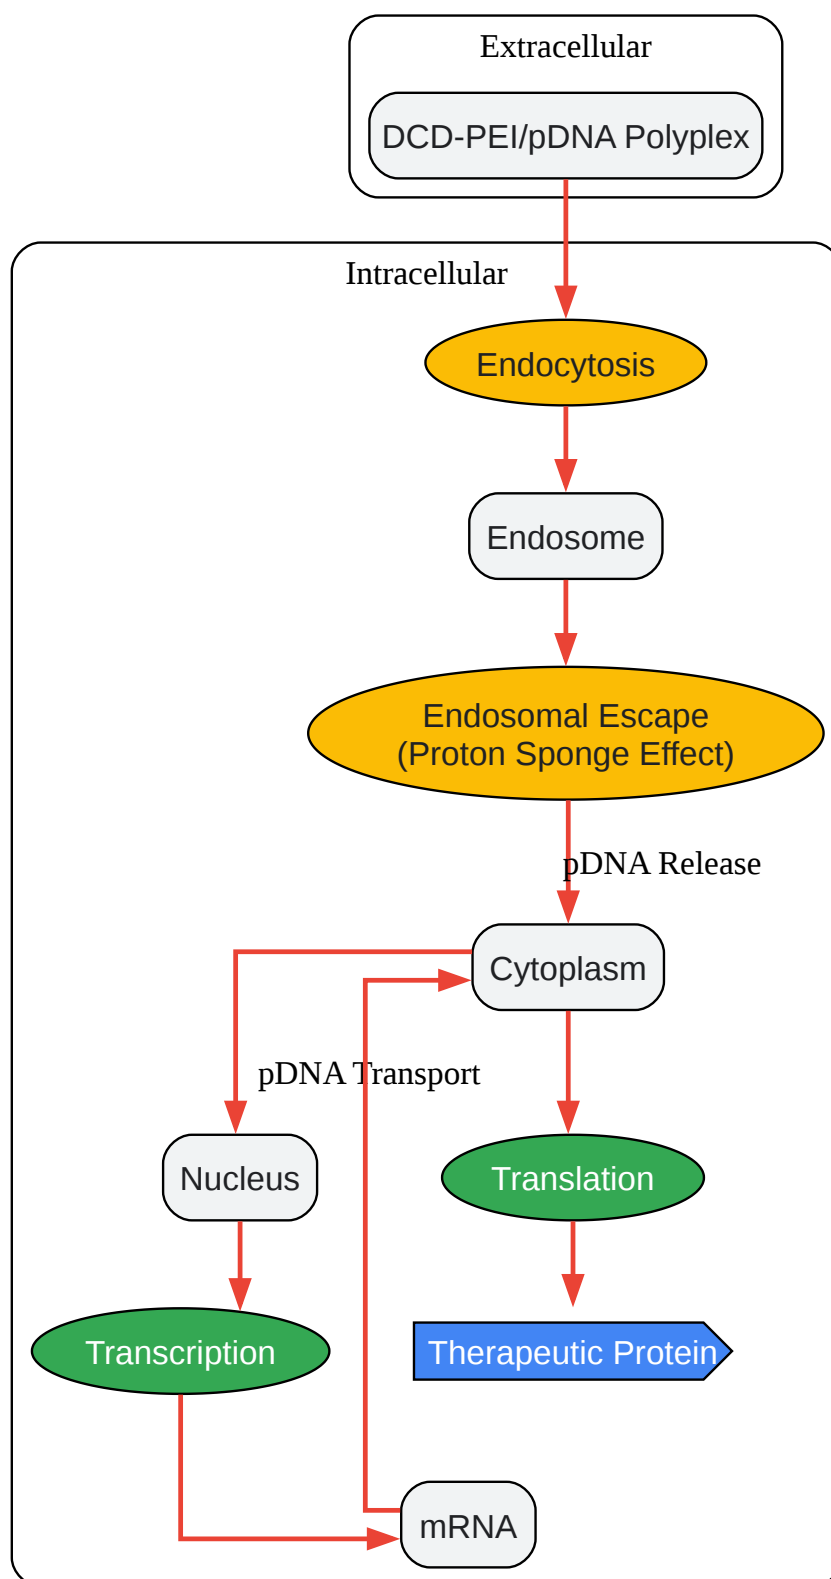 Extracellular
DCD-PEI/pDNA Polyplex
Intracellular
Endocytosis
Endosome
Endosomal Escape
(Proton Sponge Effect)
pDNA Release
Cytoplasm
pDNA Transport
Nucleus
Translation
Transcription
Therapeutic Protein
mRNA